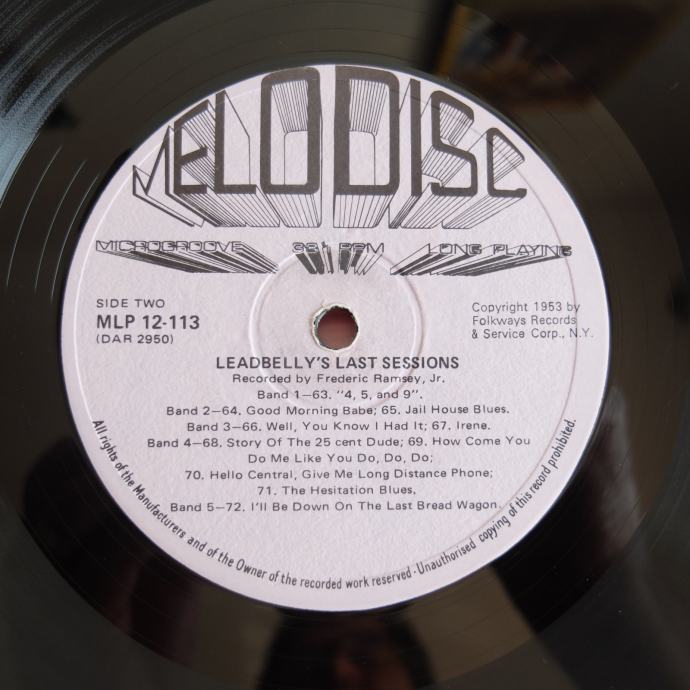 MELODISC
MICROGROOVE 33⅓ RPM LONG PLAYING
SIDE TWO
MLP 12-113
(DAR 2950)
Copyright 1953 by
Folkways Records
& Service Corp., N.Y.
LEADBELLY'S LAST SESSIONS
Recorded by Frederic Ramsey, Jr.
Band 1—63. "4, 5, and 9".
Band 2—64. Good Morning Babe; 65. Jail House Blues.
Band 3—66. Well, You Know I Had It; 67. Irene.
Band 4—68. Story Of The 25 cent Dude; 69. How Come You
Do Me Like You Do, Do, Do;
70. Hello Central, Give Me Long Distance Phone;
71. The Hesitation Blues.
Band 5—72. I'll Be Down On The Last Bread Wagon.
All rights of the Manufacturers and of the Owner of the recorded work reserved · Unauthorised copying of this record prohibited.